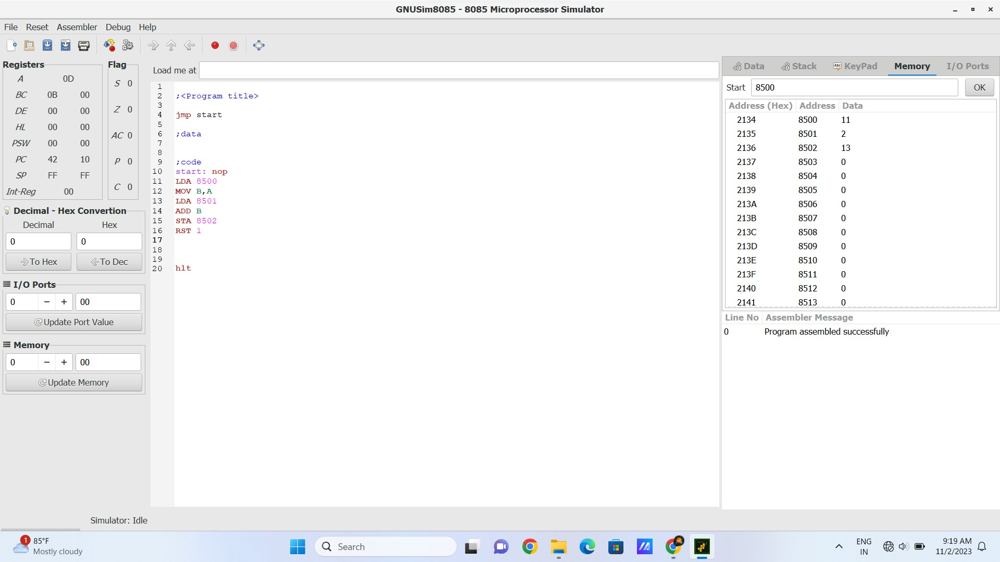 GNUSim8085 - 8085 Microprocessor Simulator
File Reset Assembler Debug Help
Registers
A 0D
BC 0B 00
DE 00 00
HL 00 00
PSW 00 00
PC 42 10
SP FF FF
Int-Reg 00
Flag
S 0
Z 0
AC 0
P 0
C 0
Decimal - Hex Convertion
Decimal Hex
0 0
To Hex To Dec
I/O Ports
0 − + 00
Update Port Value
Memory
0 − + 00
Update Memory
Load me at
1
2 ;<Program title>
3
4 jmp start
5
6 ;data
7
8
9 ;code
10 start: nop
11 LDA 8500
12 MOV B,A
13 LDA 8501
14 ADD B
15 STA 8502
16 RST 1
17
18
19
20 hlt
Data Stack Abc KeyPad Memory I/O Ports
Start 8500 OK
Address (Hex) Address Data
2134 8500 11
2135 8501 2
2136 8502 13
2137 8503 0
2138 8504 0
2139 8505 0
213A 8506 0
213B 8507 0
213C 8508 0
213D 8509 0
213E 8510 0
213F 8511 0
2140 8512 0
2141 8513 0
Line No Assembler Message
0 Program assembled successfully
Simulator: Idle
1 85°F
Mostly cloudy
Search
ENG
IN
9:19 AM
11/2/2023